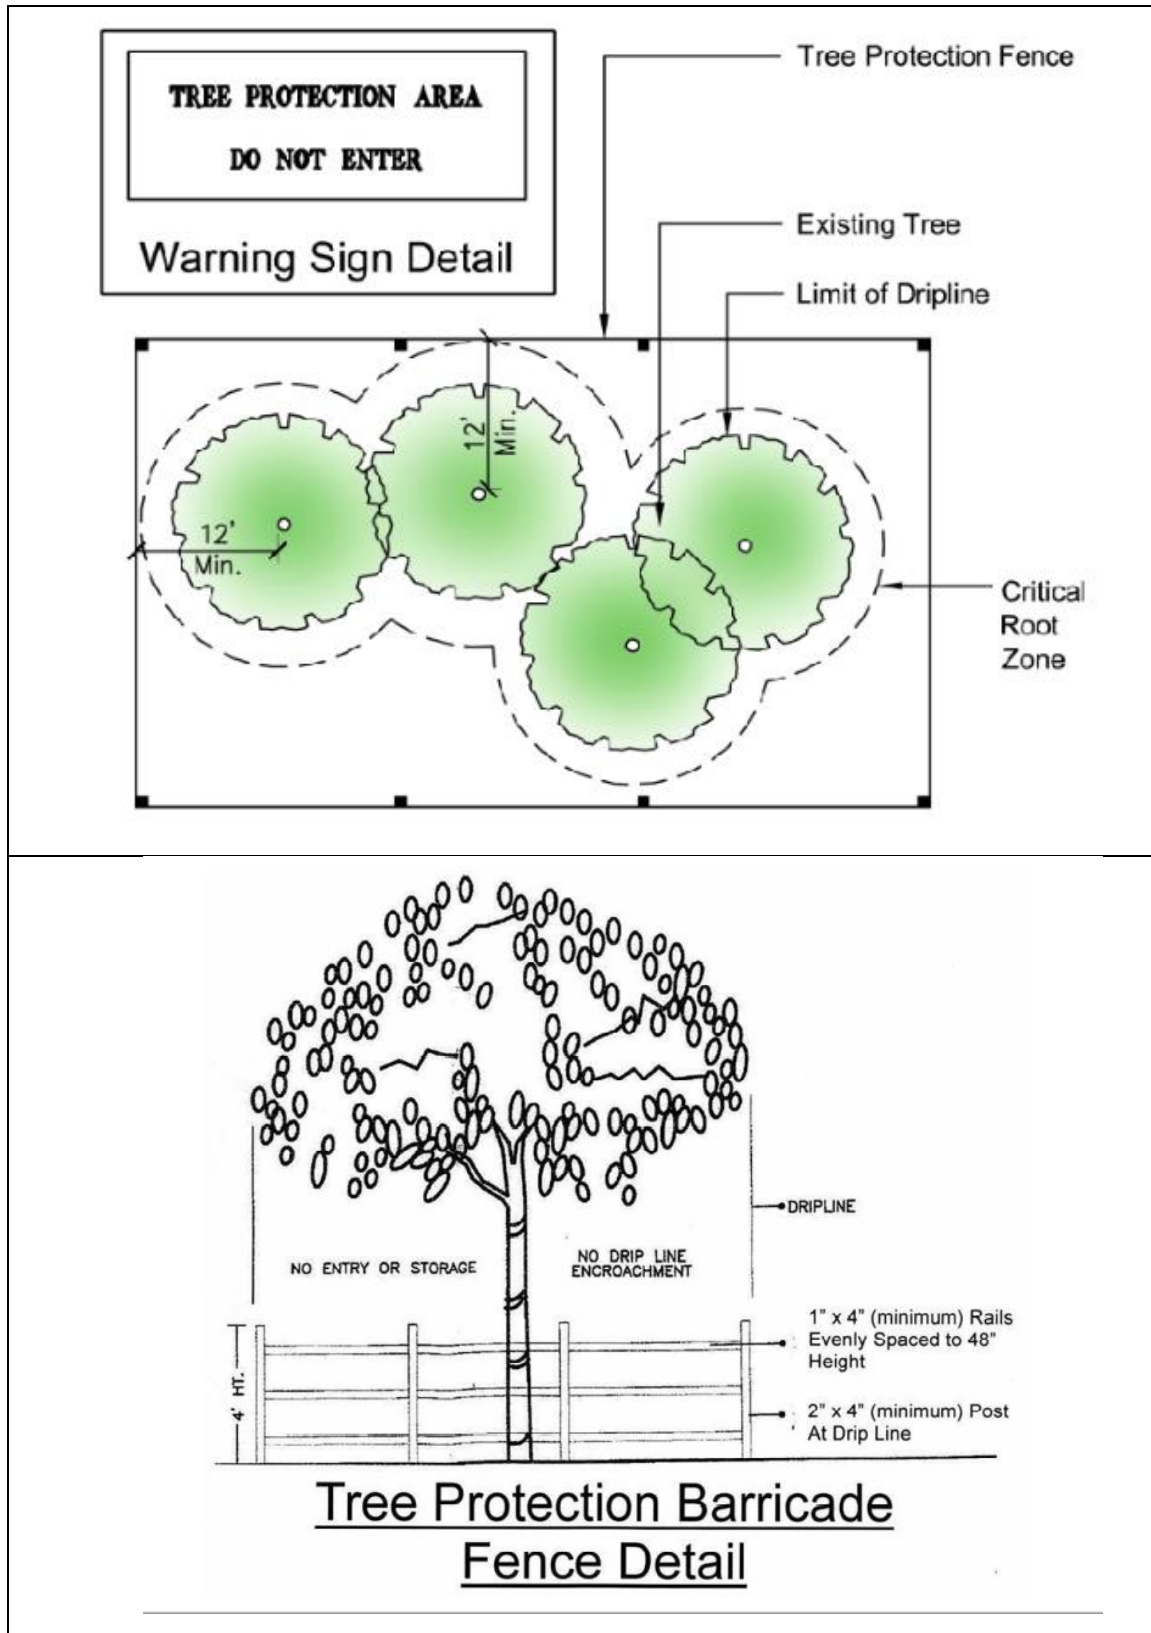 TREE PROTECTION AREA
DO NOT ENTER
Warning Sign Detail
Tree Protection Fence
Existing Tree
Limit of Dripline
12'
Min.
12'
Min.
Critical
Root
Zone
DRIPLINE
NO ENTRY OR STORAGE
NO DRIP LINE
ENCROACHMENT
1" x 4" (minimum) Rails
Evenly Spaced to 48"
Height
4' HT.
2" x 4" (minimum) Post
At Drip Line
Tree Protection Barricade
Fence Detail